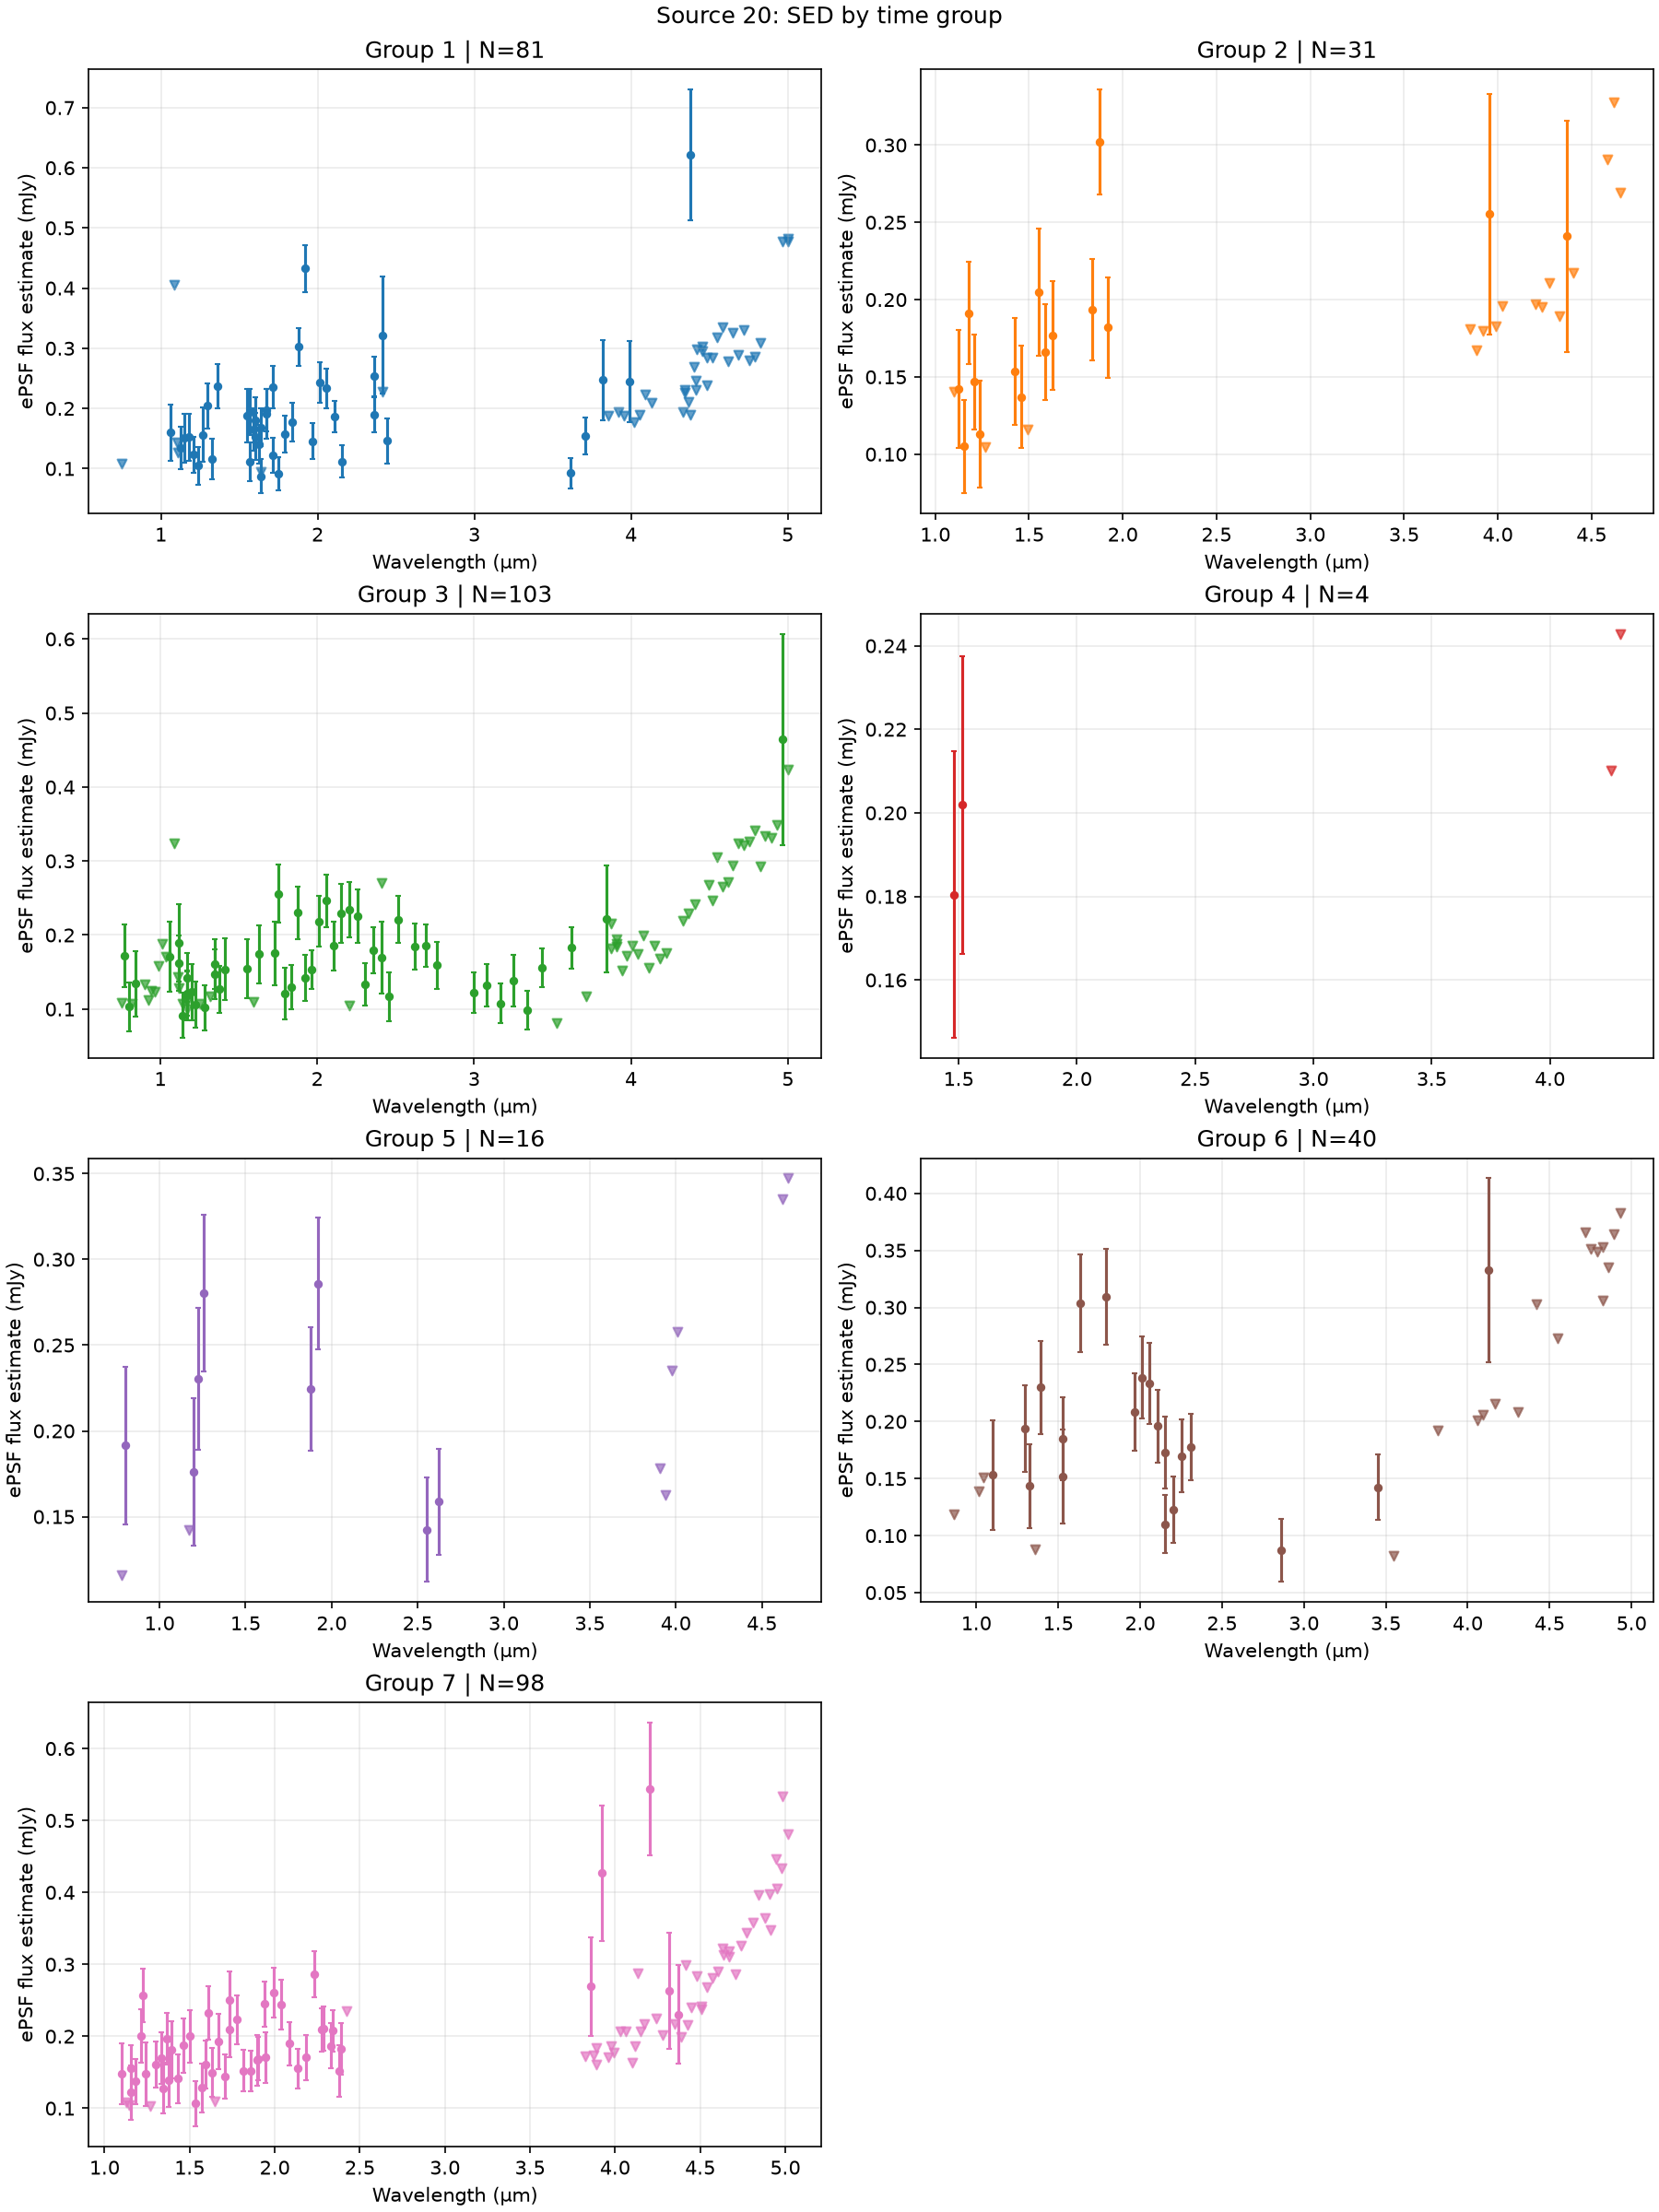 Source 20: SED by time group
Group 1 | N=81
ePSF flux estimate (mJy)
0.7
0.6
0.5
0.4
0.3
0.2
0.1
1 2 3 4 5
Wavelength (µm)
Group 2 | N=31
ePSF flux estimate (mJy)
0.30
0.25
0.20
0.15
0.10
1.0 1.5 2.0 2.5 3.0 3.5 4.0 4.5
Wavelength (µm)
Group 3 | N=103
ePSF flux estimate (mJy)
0.6
0.5
0.4
0.3
0.2
0.1
1 2 3 4 5
Wavelength (µm)
Group 4 | N=4
ePSF flux estimate (mJy)
0.24
0.22
0.20
0.18
0.16
1.5 2.0 2.5 3.0 3.5 4.0
Wavelength (µm)
Group 5 | N=16
ePSF flux estimate (mJy)
0.35
0.30
0.25
0.20
0.15
1.0 1.5 2.0 2.5 3.0 3.5 4.0 4.5
Wavelength (µm)
Group 6 | N=40
ePSF flux estimate (mJy)
0.40
0.35
0.30
0.25
0.20
0.15
0.10
0.05
1.0 1.5 2.0 2.5 3.0 3.5 4.0 4.5 5.0
Wavelength (µm)
Group 7 | N=98
ePSF flux estimate (mJy)
0.6
0.5
0.4
0.3
0.2
0.1
1.0 1.5 2.0 2.5 3.0 3.5 4.0 4.5 5.0
Wavelength (µm)